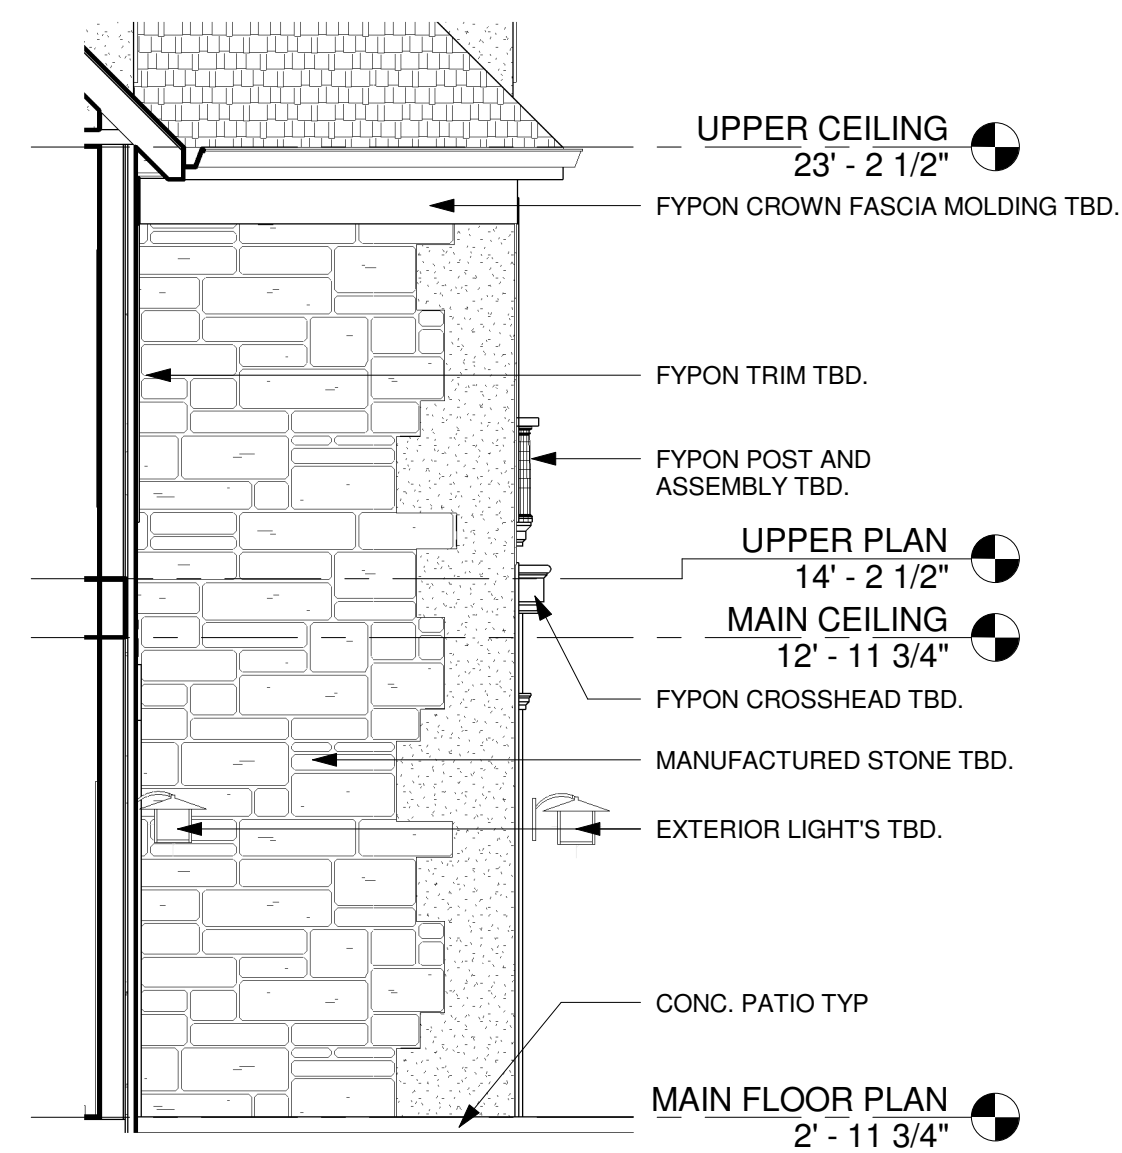 UPPER CEILING
23' - 2 1/2"
FYPON CROWN FASCIA MOLDING TBD.
FYPON TRIM TBD.
FYPON POST AND
ASSEMBLY TBD.
UPPER PLAN
14' - 2 1/2"
MAIN CEILING
12' - 11 3/4"
FYPON CROSSHEAD TBD.
MANUFACTURED STONE TBD.
EXTERIOR LIGHT'S TBD.
CONC. PATIO TYP
MAIN FLOOR PLAN
2' - 11 3/4"